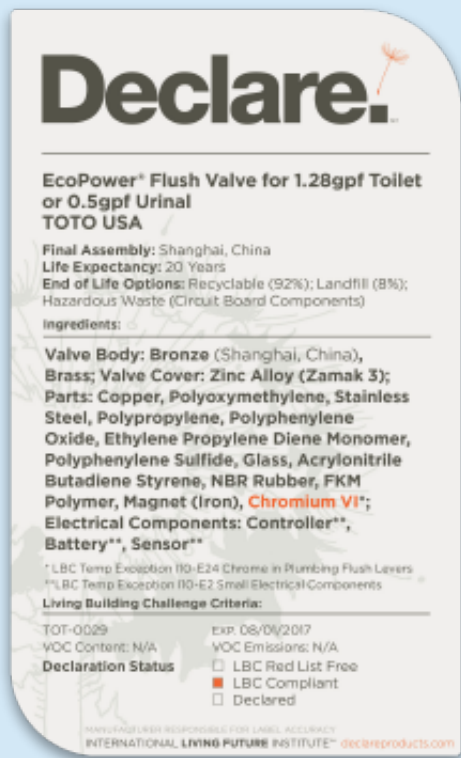 Declare.
EcoPower® Flush Valve for 1.28gpf Toilet
or 0.5gpf Urinal
TOTO USA
Final Assembly: Shanghai, China
Life Expectancy: 20 Years
End of Life Options: Recyclable (92%); Landfill (8%);
Hazardous Waste (Circuit Board Components)
Ingredients:
Valve Body: Bronze (Shanghai, China),
Brass; Valve Cover: Zinc Alloy (Zamak 3);
Parts: Copper, Polyoxymethylene, Stainless
Steel, Polypropylene, Polyphenylene
Oxide, Ethylene Propylene Diene Monomer,
Polyphenylene Sulfide, Glass, Acrylonitrile
Butadiene Styrene, NBR Rubber, FKM
Polymer, Magnet (Iron), Chromium VI*;
Electrical Components: Controller**,
Battery**, Sensor**
* LBC Temp Exception I10-E24 Chrome in Plumbing Flush Levers
**LBC Temp Exception I10-E2 Small Electrical Components
Living Building Challenge Criteria:
TOT-0029 EXP. 08/01/2017
VOC Content: N/A VOC Emissions: N/A
Declaration Status LBC Red List Free
LBC Compliant
Declared
MANUFACTURER RESPONSIBLE FOR LABEL ACCURACY
INTERNATIONAL LIVING FUTURE INSTITUTE™ declareproducts.com